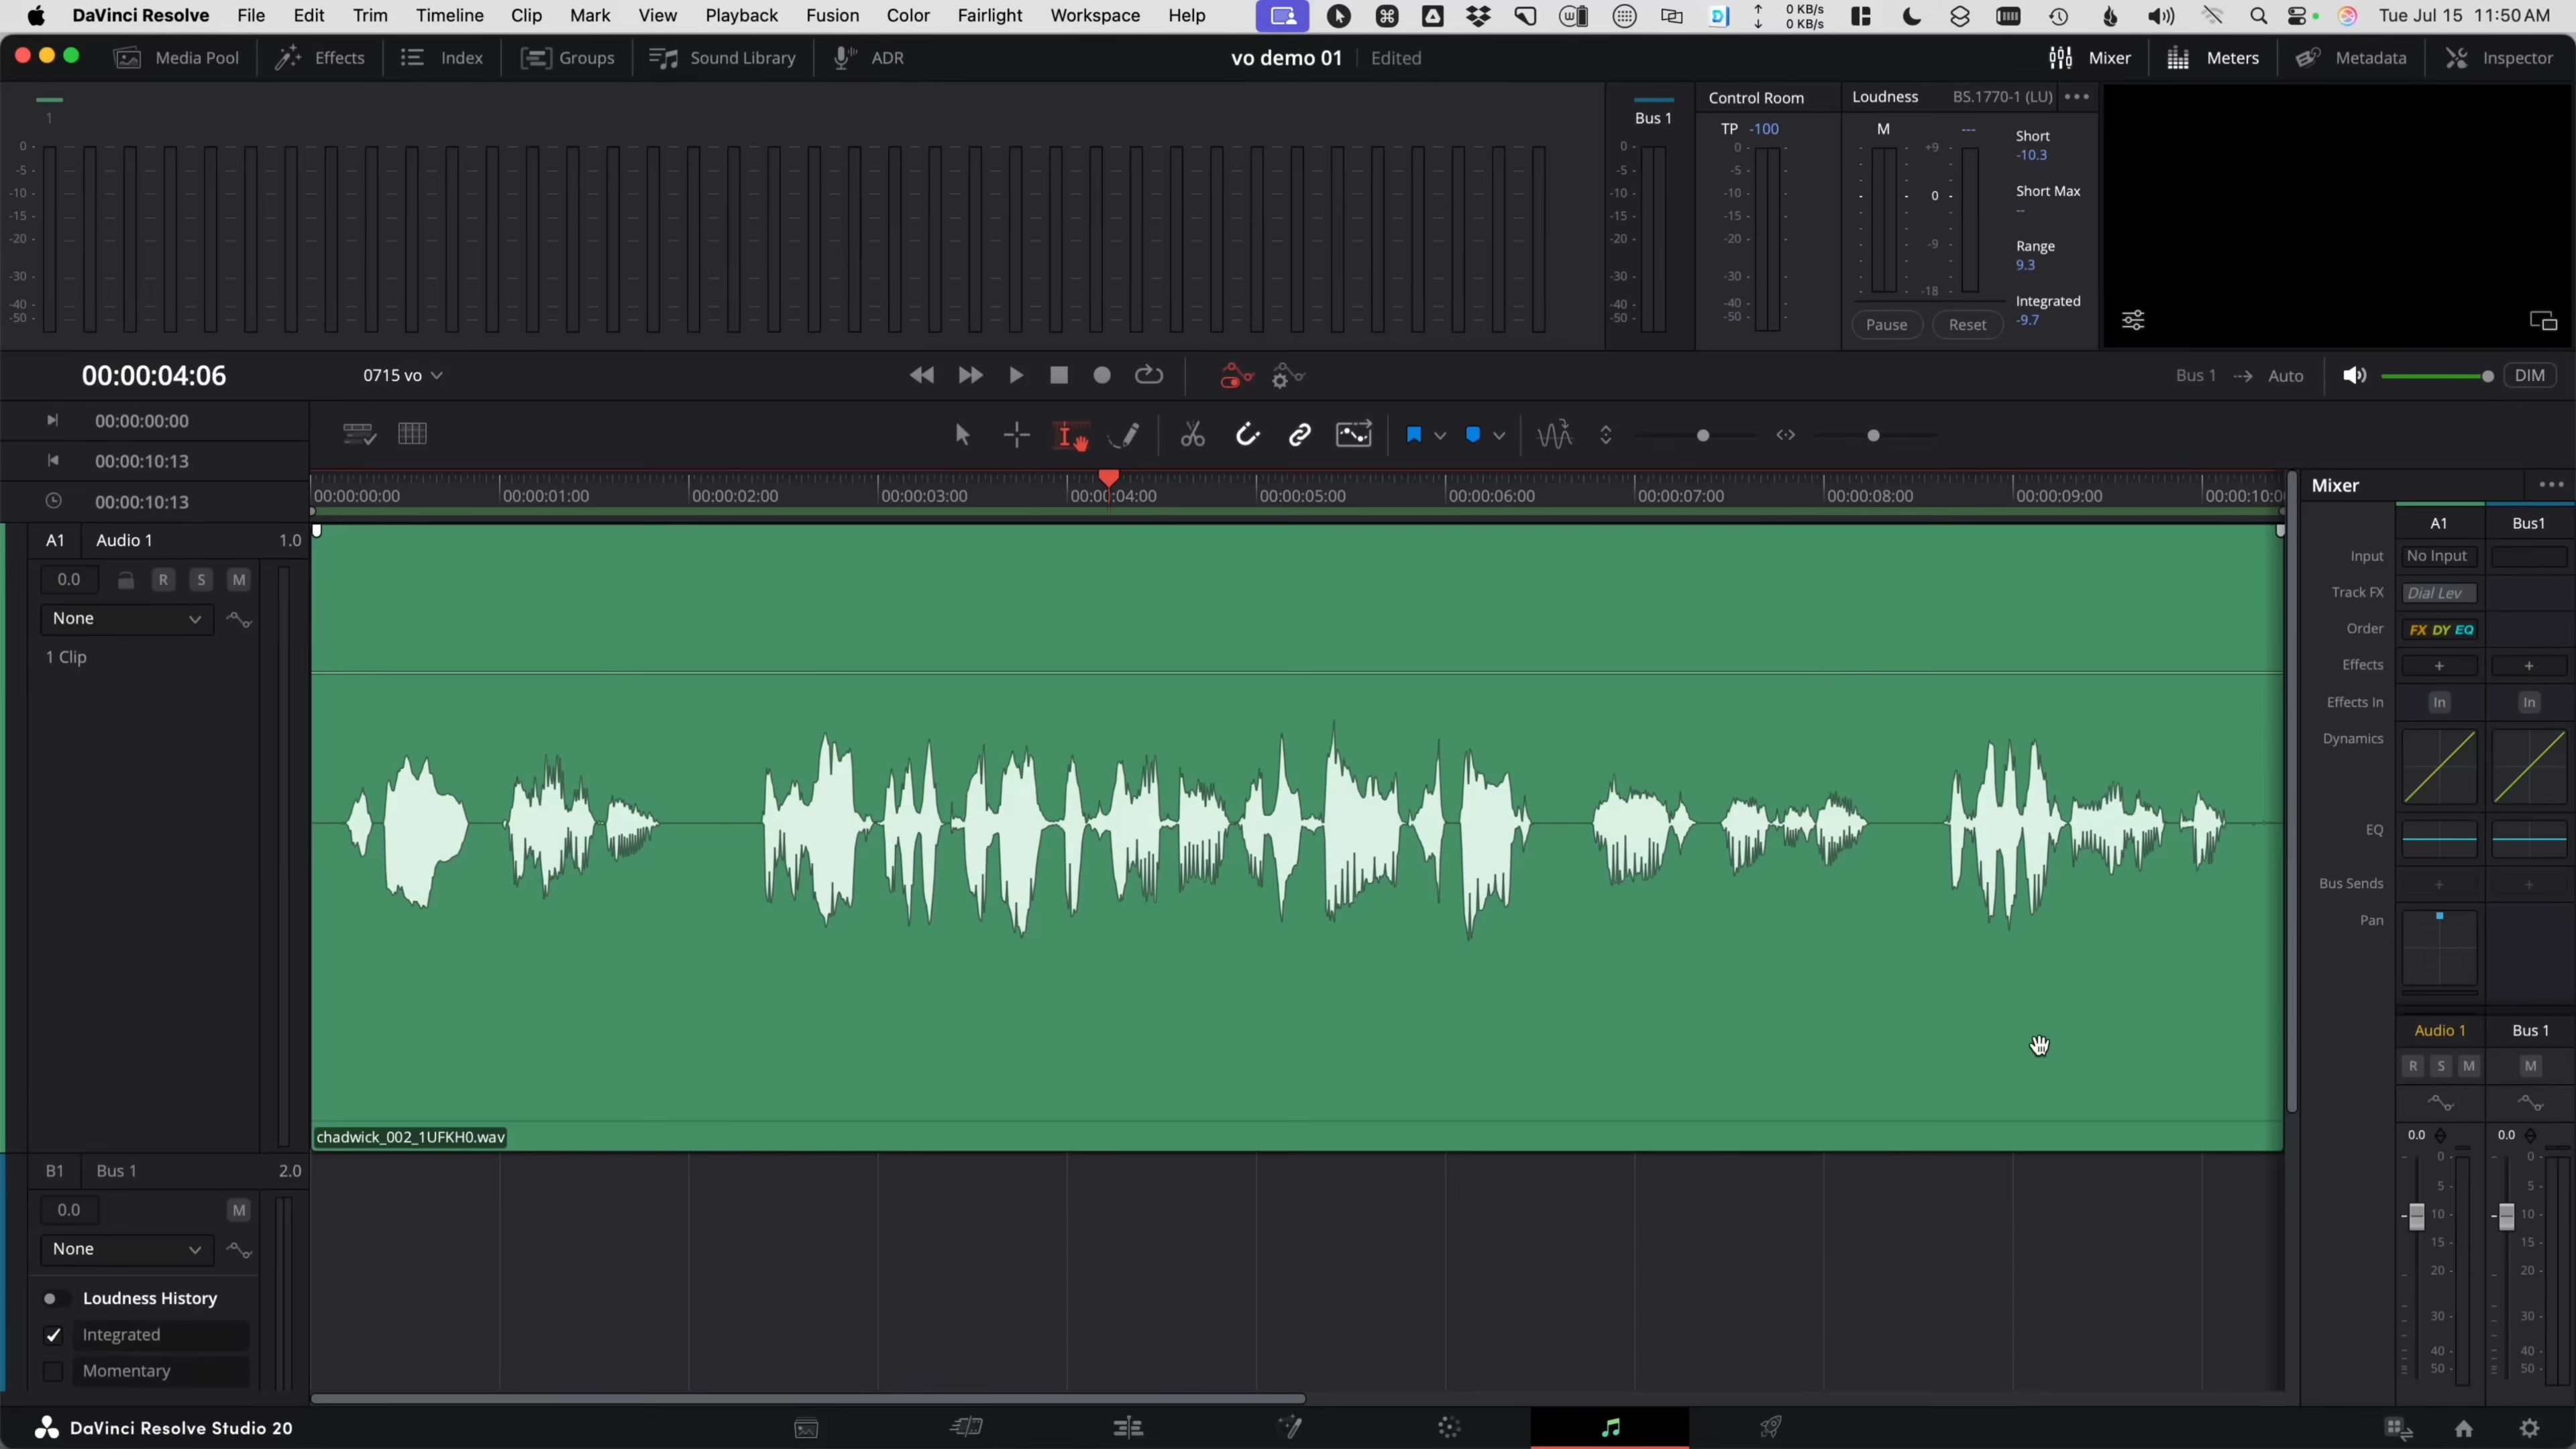 DaVinci Resolve File Edit Trim Timeline Clip Mark View Playback Fusion Color Fairlight Workspace Help 0 KB/s 0 KB/s Tue Jul 15 11:50 AM
Media Pool Effects Index Groups Sound Library ADR vo demo 01 Edited Mixer Meters Metadata Inspector
1 Bus 1 Control Room Loudness BS.1770-1 (LU)
TP -100 M --- Short
-10.3
Short Max
--
Range
9.3
Integrated
-9.7
0 -5 -10 -15 -20 -30 -40 -50
0 -5 -10 -15 -20 -30 -40 -50
0 -5 -10 -15 -20 -30 -40 -50
+9 0 -9 -18
Pause Reset
00:00:04:06 0715 vo Bus 1 Auto DIM
00:00:00:00
00:00:10:13
00:00:10:13
00:00:00:00 00:00:01:00 00:00:02:00 00:00:03:00 00:00:04:00 00:00:05:00 00:00:06:00 00:00:07:00 00:00:08:00 00:00:09:00 00:00:10:0
A1 Audio 1 1.0
0.0 R S M
None
1 Clip
chadwick_002_1UFKH0.wav
B1 Bus 1 2.0
0.0 M
None
Loudness History
Integrated
Momentary
Mixer
A1 Bus1
Input No Input
Track FX Dial Lev
Order FX DY EQ
Effects + +
Effects In In In
Dynamics
EQ
Bus Sends + +
Pan
Audio 1 Bus 1
R S M M
0.0 0.0
0 0
5 5
10 10
15 15
20 20
30 30
40 40
50 50
DaVinci Resolve Studio 20